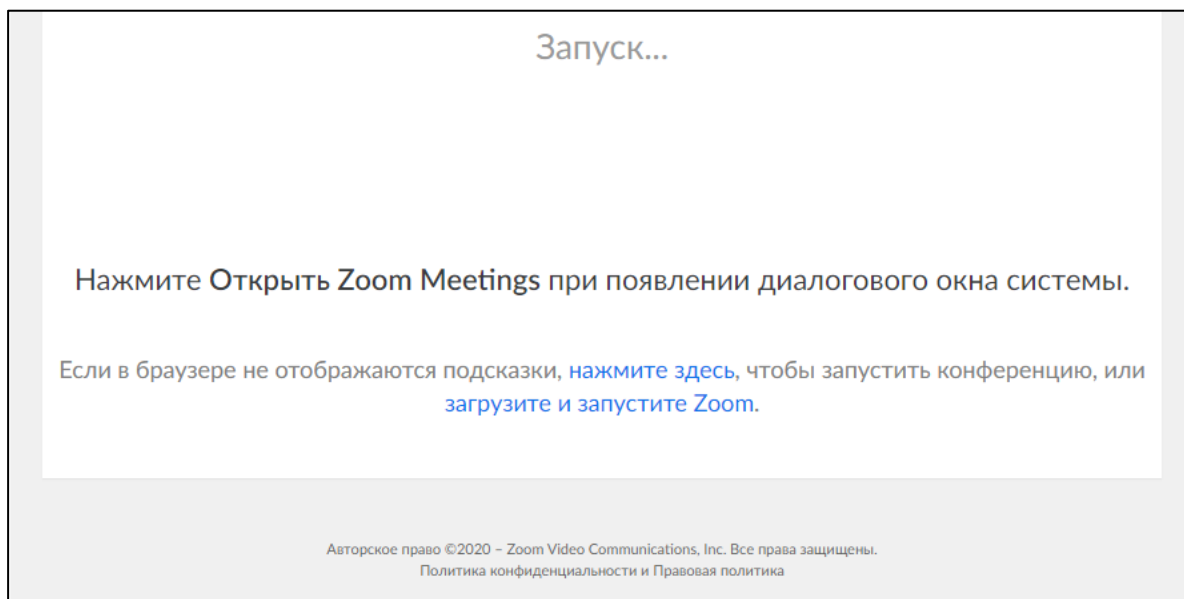 Запуск...
Нажмите Открыть Zoom Meetings при появлении диалогового окна системы.
Если в браузере не отображаются подсказки, нажмите здесь, чтобы запустить конференцию, или
загрузите и запустите Zoom.
Авторское право ©2020 – Zoom Video Communications, Inc. Все права защищены.
Политика конфиденциальности и Правовая политика